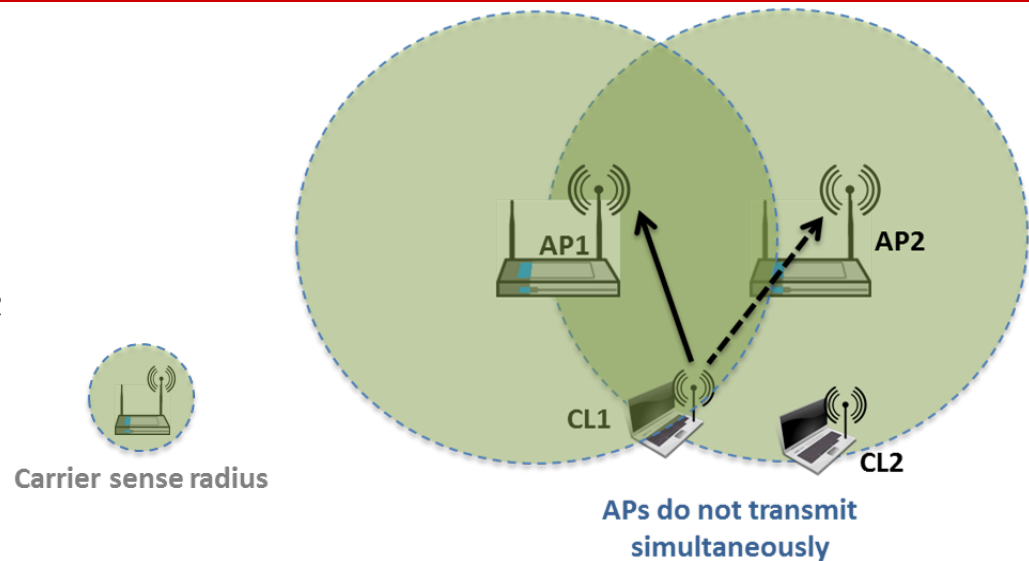 AP1
AP2
CL1
CL2
Carrier sense radius
APs do not transmit
simultaneously